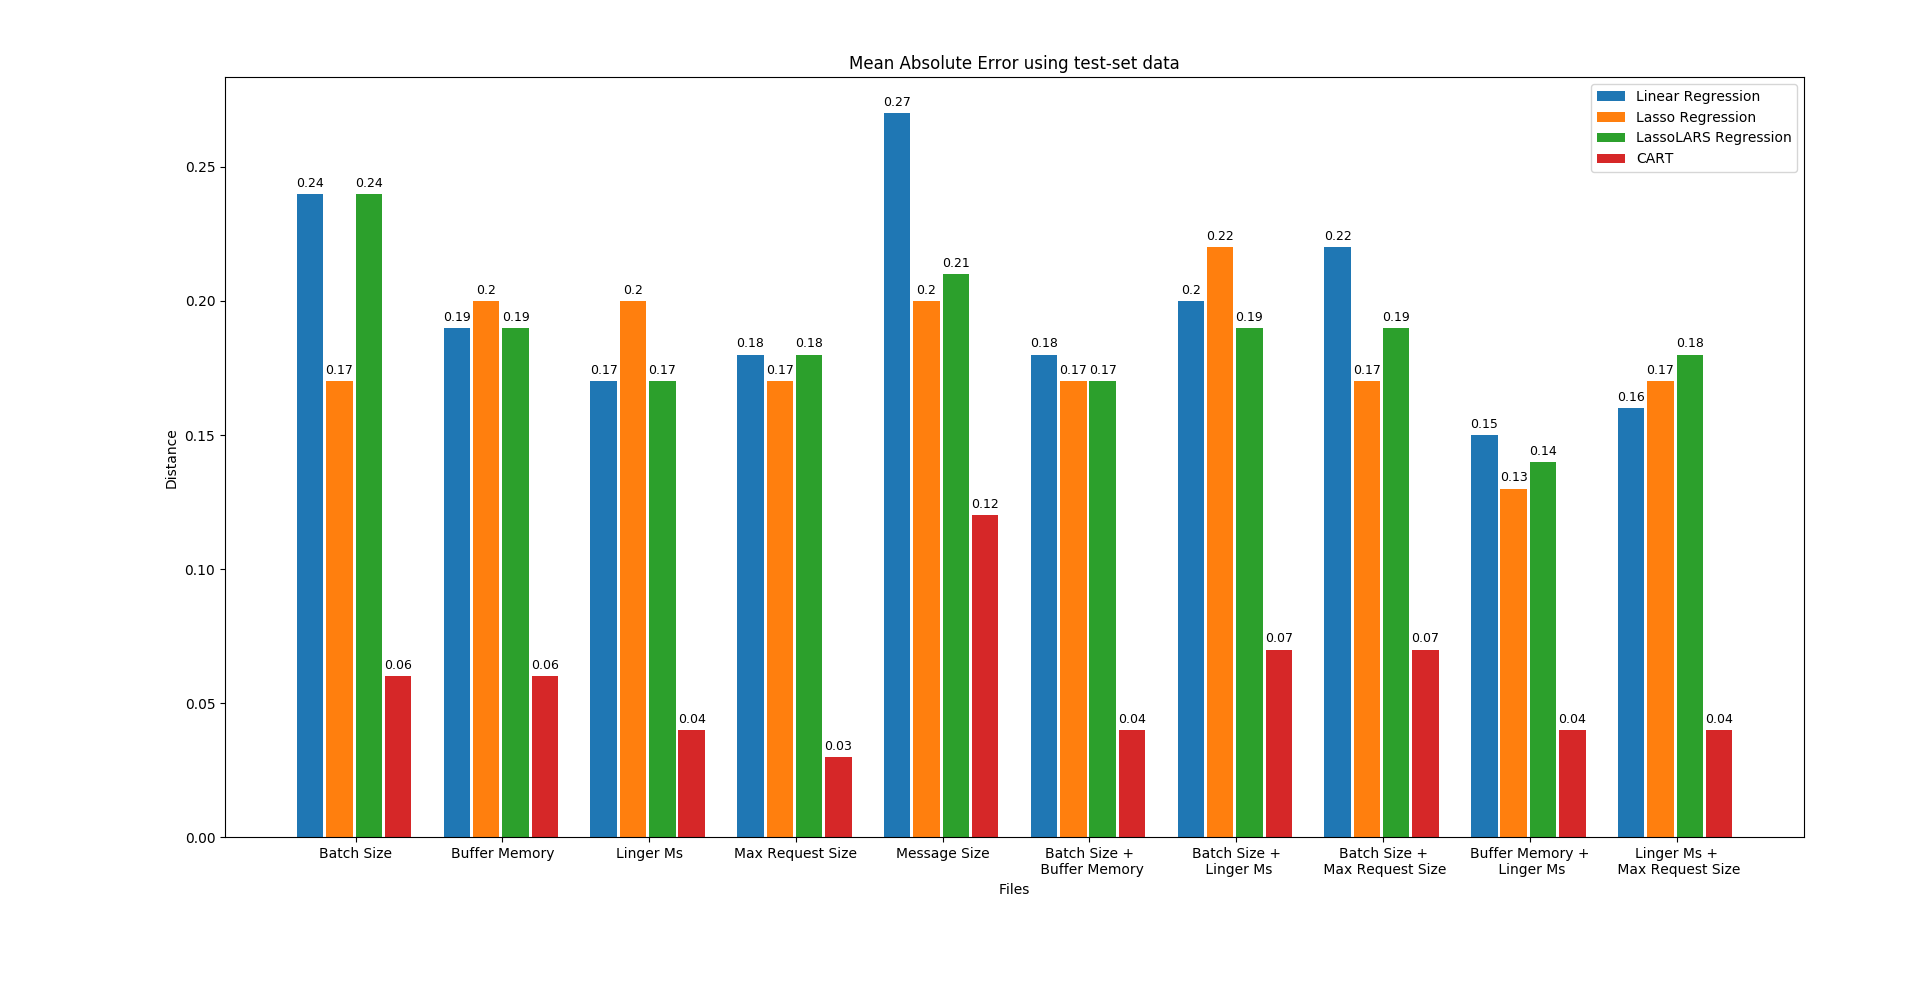 Mean Absolute Error using test-set data
Linear Regression
Lasso Regression
LassoLARS Regression
CART
Distance
0.25
0.20
0.15
0.10
0.05
0.00
0.24
0.17
0.24
0.06
0.19
0.2
0.19
0.06
0.17
0.2
0.17
0.04
0.18
0.17
0.18
0.03
0.27
0.2
0.21
0.12
0.18
0.17
0.17
0.04
0.2
0.22
0.19
0.07
0.22
0.17
0.19
0.07
0.15
0.13
0.14
0.04
0.16
0.17
0.18
0.04
Batch Size
Buffer Memory
Linger Ms
Max Request Size
Message Size
Batch Size +
Buffer Memory
Batch Size +
Linger Ms
Batch Size +
Max Request Size
Buffer Memory +
Linger Ms
Linger Ms +
Max Request Size
Files